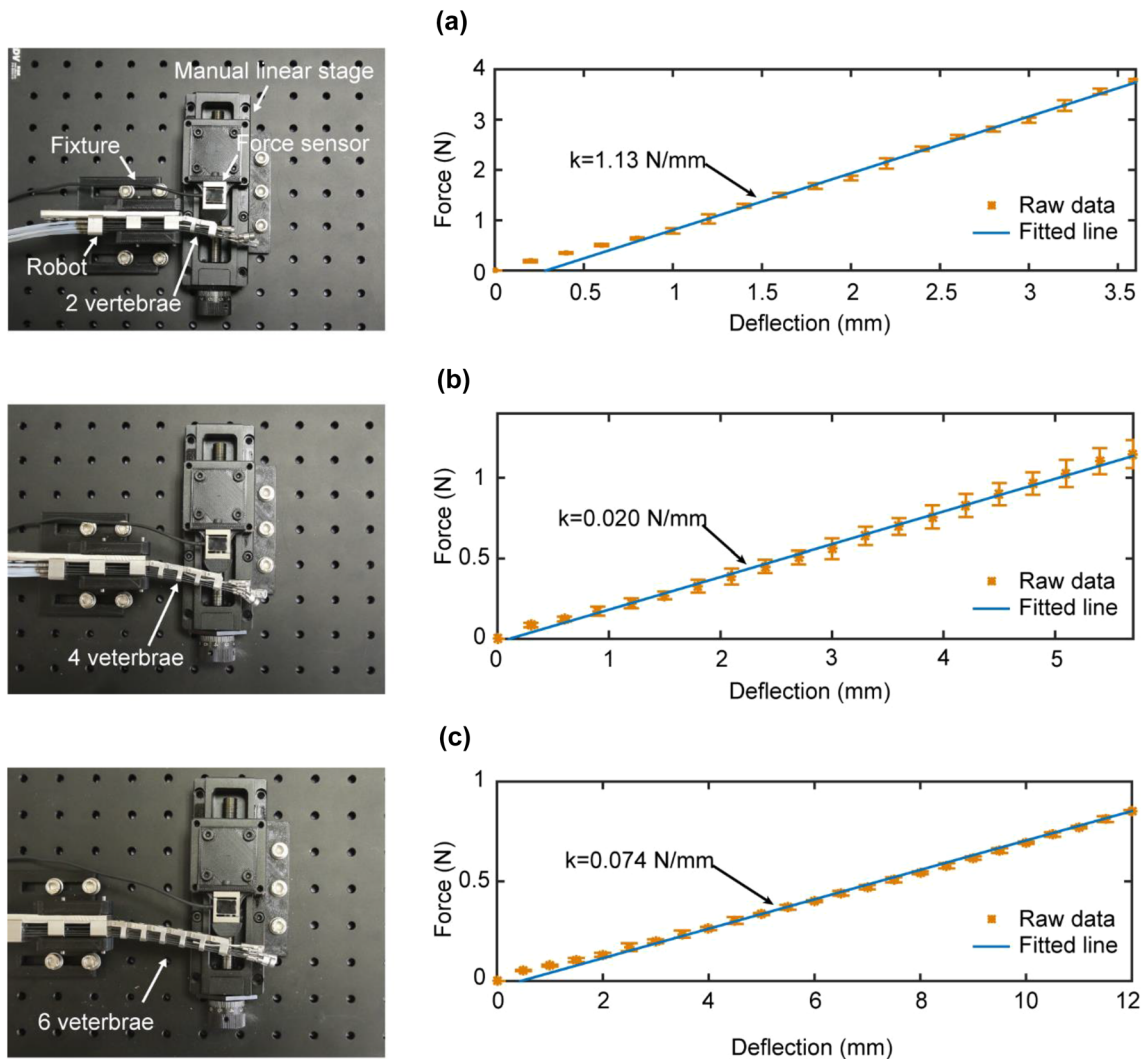 (a)
Manual linear stage
Fixture
Force sensor
Robot
2 vertebrae
4
3
2
1
0
Force (N)
k=1.13 N/mm
Raw data
Fitted line
0
0.5
1
1.5
2
2.5
3
3.5
Deflection (mm)
(b)
4 veterbrae
1
0.5
0
Force (N)
k=0.020 N/mm
Raw data
Fitted line
0
1
2
3
4
5
Deflection (mm)
(c)
6 veterbrae
1
0.5
0
Force (N)
k=0.074 N/mm
Raw data
Fitted line
0
2
4
6
8
10
12
Deflection (mm)